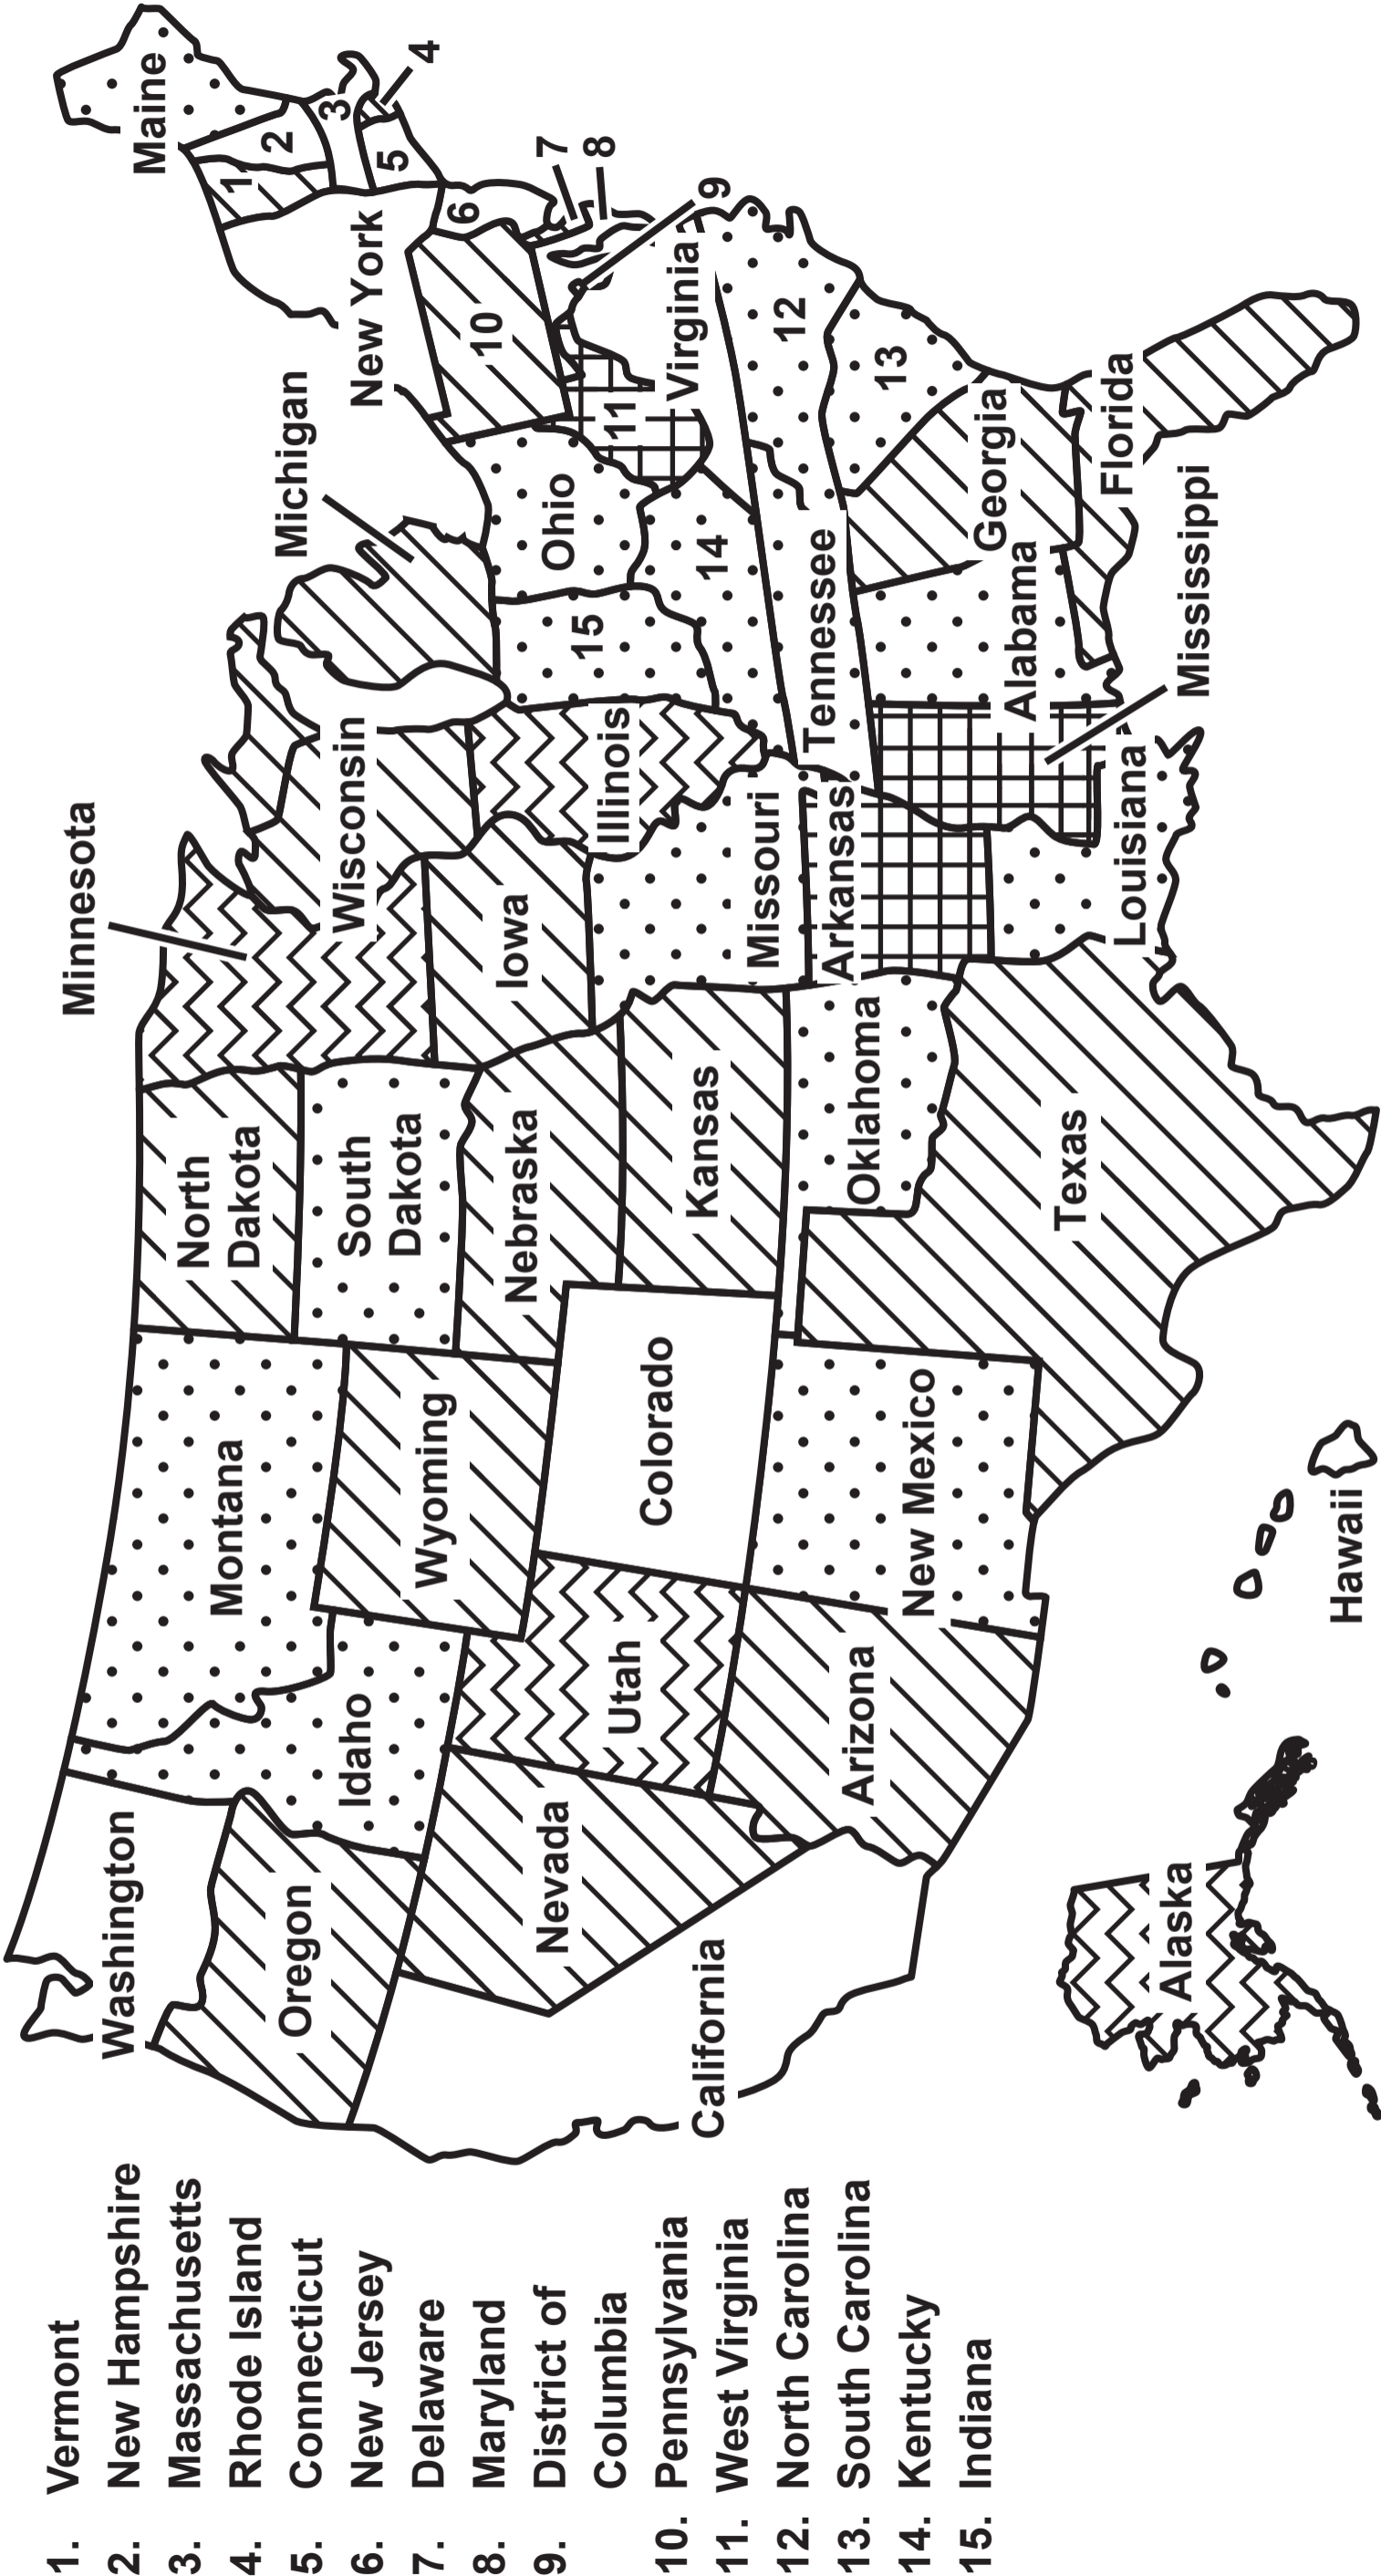 Washington
Oregon
California
Nevada
Idaho
Montana
Wyoming
Utah
Arizona
Colorado
New Mexico
North
Dakota
South
Dakota
Nebraska
Kansas
Oklahoma
Texas
Minnesota
Iowa
Missouri
Arkansas
Louisiana
Wisconsin
Illinois
Michigan
Mississippi
Tennessee
Alabama
Georgia
Florida
Ohio
Virginia
New York
Maine
Alaska
Hawaii
1
2
3
4
5
6
7
8
9
10
11
12
13
14
15
1. Vermont
2. New Hampshire
3. Massachusetts
4. Rhode Island
5. Connecticut
6. New Jersey
7. Delaware
8. Maryland
9. District of
Columbia
10. Pennsylvania
11. West Virginia
12. North Carolina
13. South Carolina
14. Kentucky
15. Indiana